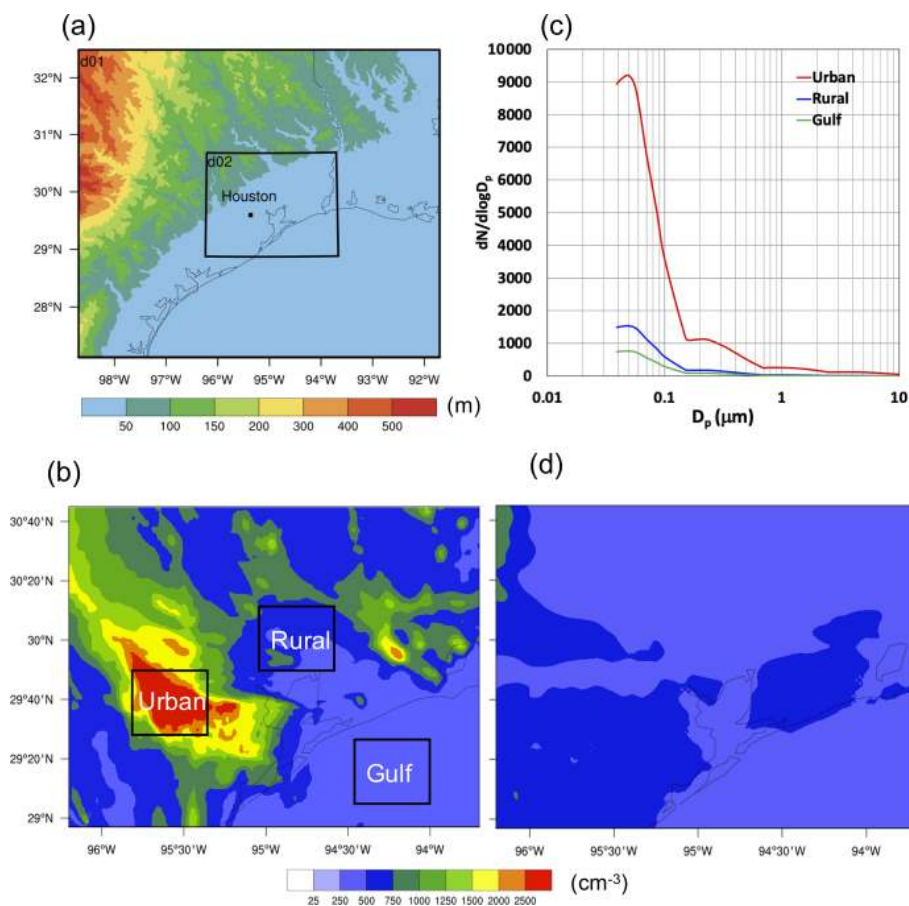 (a)
d01
32°N
31°N
30°N
29°N
28°N
d02
Houston
98°W 97°W 96°W 95°W 94°W 93°W 92°W
50 100 150 200 300 400 500 (m)
(c)
10000
9000
8000
7000
6000
5000
4000
3000
2000
1000
0
dN/dlogDp
Urban
Rural
Gulf
0.01 0.1 1 10
Dp (μm)
(b)
30°40'N
30°20'N
30°N
29°40'N
29°20'N
29°N
Rural
Urban
Gulf
96°W 95°30'W 95°W 94°30'W 94°W
(d)
96°W 95°30'W 95°W 94°30'W 94°W
25 250 500 750 1000 1250 1500 2000 2500 (cm⁻³)